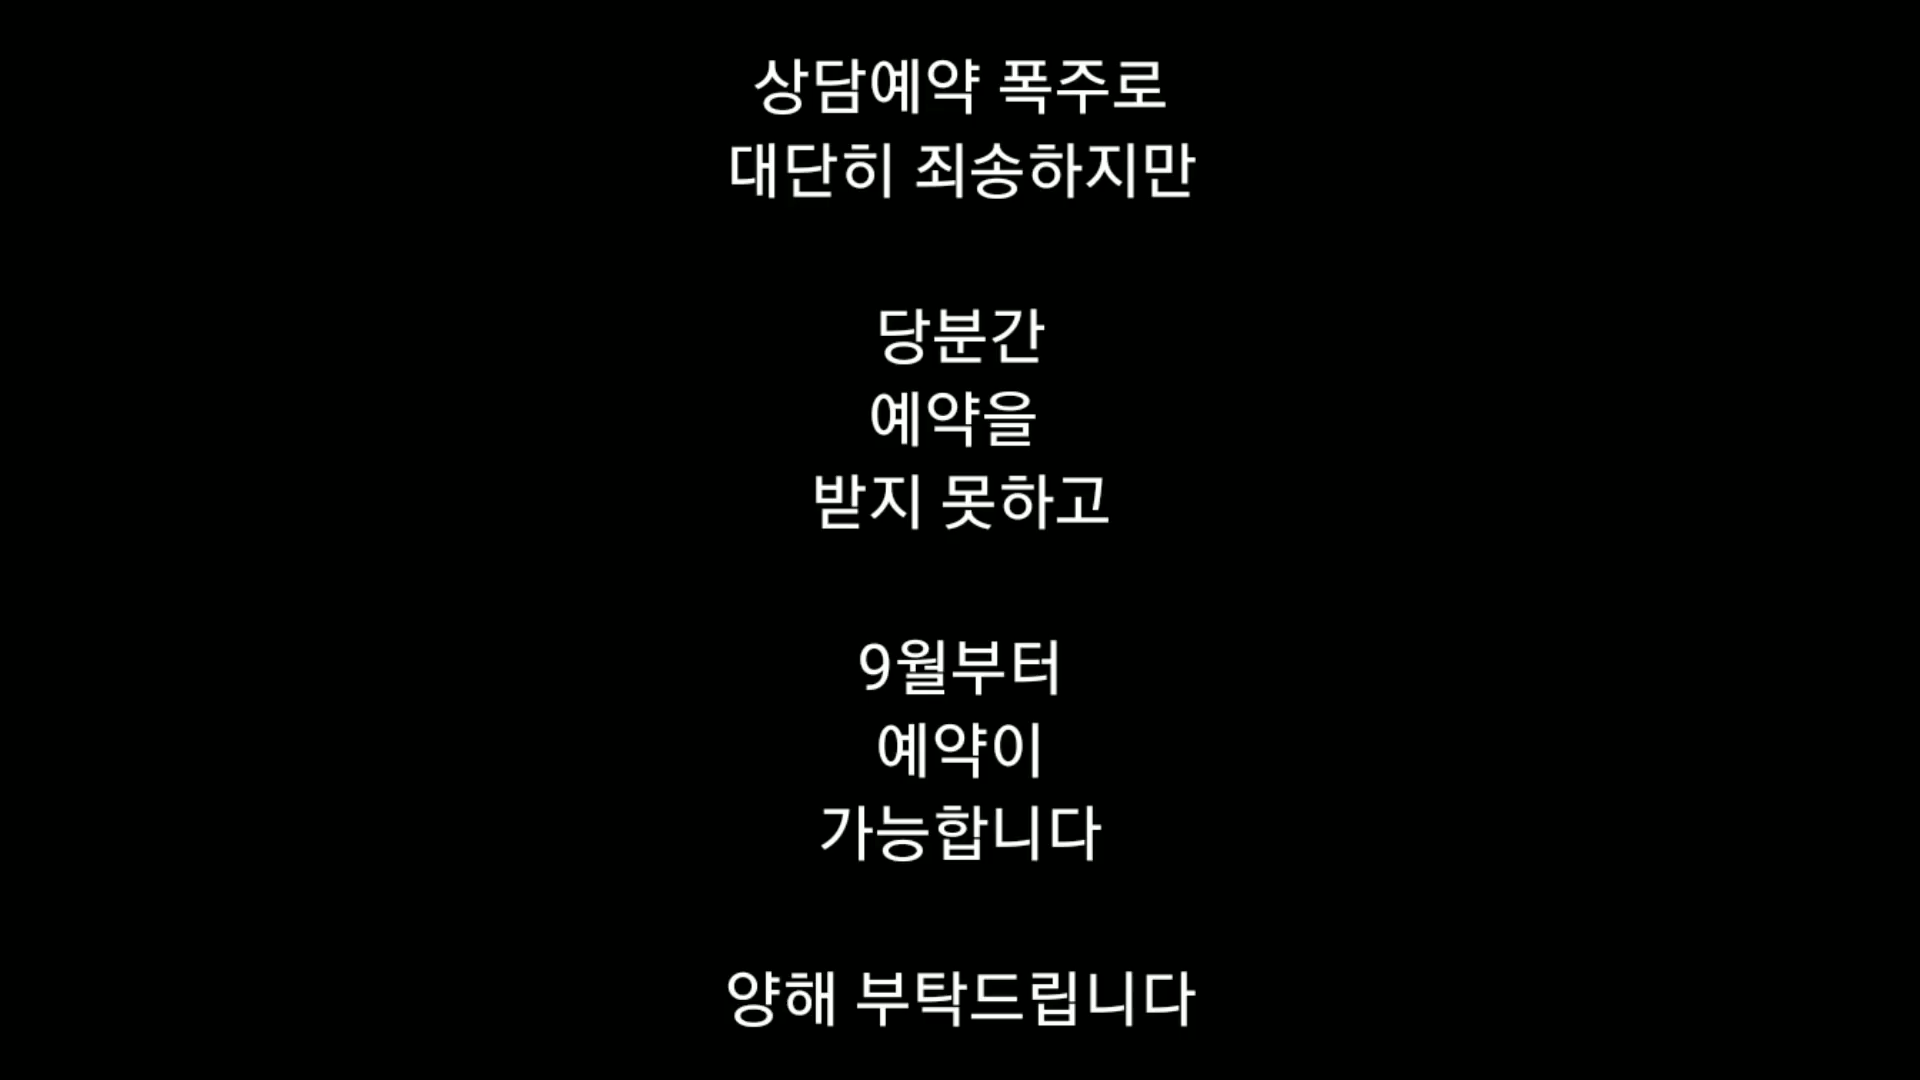 상담예약 폭주로
대단히 죄송하지만
당분간
예약을
받지 못하고
9월부터
예약이
가능합니다
양해 부탁드립니다